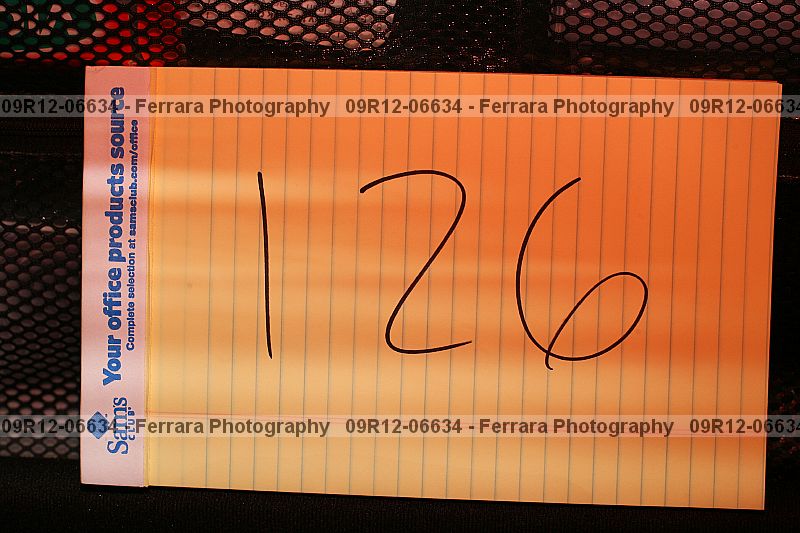 09R12-06634 - Ferrara Photography 09R12-06634 - Ferrara Photography 09R12-06634
126
Your office products source
Complete selection at samsclub.com/office
Sam's
CLUB
09R12-06634 - Ferrara Photography 09R12-06634 - Ferrara Photography 09R12-06634